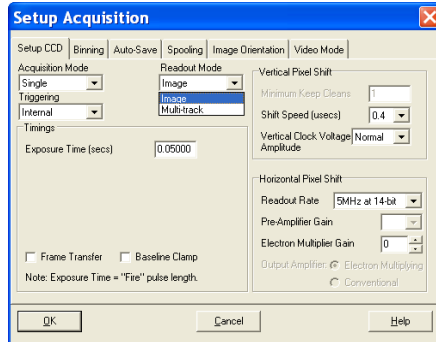 Setup Acquisition
Setup CCD Binning Auto-Save Spooling Image Orientation Video Mode
Acquisition Mode
Single
Triggering
Internal
Readout Mode
Image
Image
Multi-track
Timings
Exposure Time (secs) 0.05000
Frame Transfer Baseline Clamp
Note: Exposure Time = "Fire" pulse length.
Vertical Pixel Shift
Minimum Keep Cleans 1
Shift Speed (usecs) 0.4
Vertical Clock Voltage Normal
Amplitude
Horizontal Pixel Shift
Readout Rate 5MHz at 14-bit
Pre-Amplifier Gain
Electron Multiplier Gain 0
Output Amplifier: Electron Multiplying
Conventional
OK Cancel Help